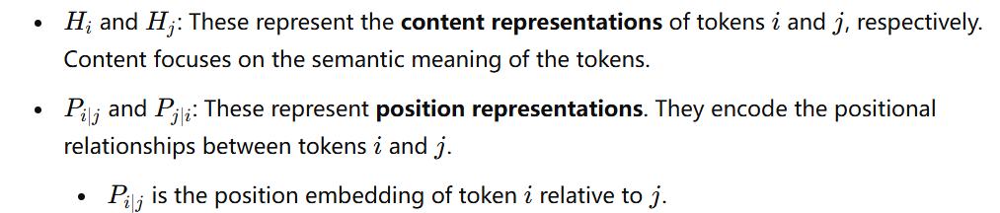 • H_i and H_j: These represent the content representations of tokens i and j, respectively.
Content focuses on the semantic meaning of the tokens.
• P_{i|j} and P_{j|i}: These represent position representations. They encode the positional
relationships between tokens i and j.
• P_{i|j} is the position embedding of token i relative to j.